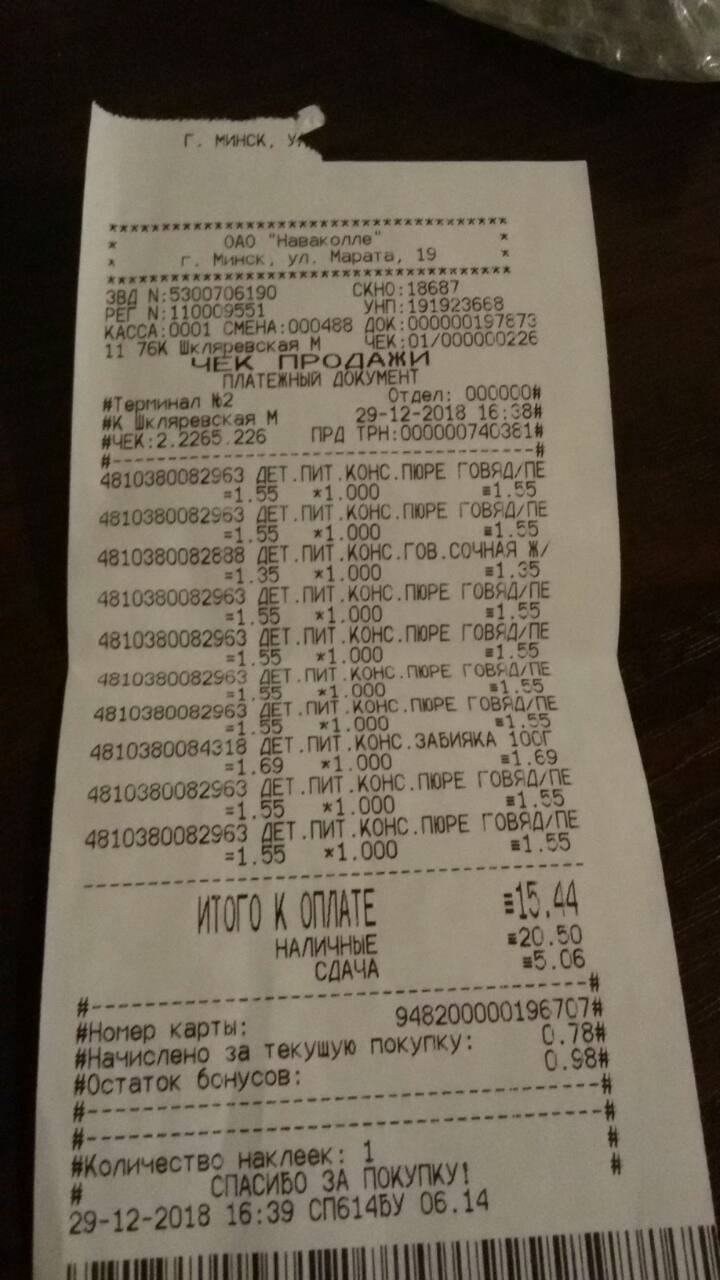 Г. МИНСК, У
**************************************
* ОАО "Наваколле" *
* г. Минск, ул. Марата, 19 *
**************************************
ЗВД N:5300706190 СКНО:18687
РЕГ N:110009551 УНП:191923668
КАССА:0001 СМЕНА:000488 ДОК:000000197873
11 76К Шкляревская М ЧЕК:01/000000226
ЧЕК ПРОДАЖИ
ПЛАТЕЖНЫЙ ДОКУМЕНТ
#Терминал №2 Отдел: 000000#
#К Шкляревская М 29-12-2018 16:38#
#ЧЕК:2.2265.226 ПРД ТРН:000000740381#
#--------------------------------------#
4810380082963 ДЕТ.ПИТ.КОНС.ПЮРЕ ГОВЯД/ПЕ
=1.55 *1.000 ≡1.55
4810380082963 ДЕТ.ПИТ.КОНС.ПЮРЕ ГОВЯД/ПЕ
=1.55 *1.000 ≡1.55
4810380082888 ДЕТ.ПИТ.КОНС.ГОВ.СОЧНАЯ Ж/
=1.35 *1.000 ≡1.35
4810380082963 ДЕТ.ПИТ.КОНС.ПЮРЕ ГОВЯД/ПЕ
=1.55 *1.000 ≡1.55
4810380082963 ДЕТ.ПИТ.КОНС.ПЮРЕ ГОВЯД/ПЕ
=1.55 *1.000 ≡1.55
4810380082963 ДЕТ.ПИТ.КОНС.ПЮРЕ ГОВЯД/ПЕ
=1.55 *1.000 ≡1.55
4810380082963 ДЕТ.ПИТ.КОНС.ПЮРЕ ГОВЯД/ПЕ
=1.55 *1.000 ≡1.55
4810380084318 ДЕТ.ПИТ.КОНС.ЗАБИЯКА 100Г
=1.69 *1.000 ≡1.69
4810380082963 ДЕТ.ПИТ.КОНС.ПЮРЕ ГОВЯД/ПЕ
=1.55 *1.000 ≡1.55
4810380082963 ДЕТ.ПИТ.КОНС.ПЮРЕ ГОВЯД/ПЕ
=1.55 *1.000 ≡1.55
----------------------------------------
ИТОГО К ОПЛАТЕ ≡15.44
НАЛИЧНЫЕ ≡20.50
СДАЧА ≡5.06
#--------------------------------------#
#Номер карты: 948200000196707#
#Начислено за текущую покупку: 0.78#
#Остаток бонусов: 0.98#
#--------------------------------------#
#--------------------------------------#
#Количество наклеек: 1 #
# СПАСИБО ЗА ПОКУПКУ! #
29-12-2018 16:39 СП614БУ 06.14